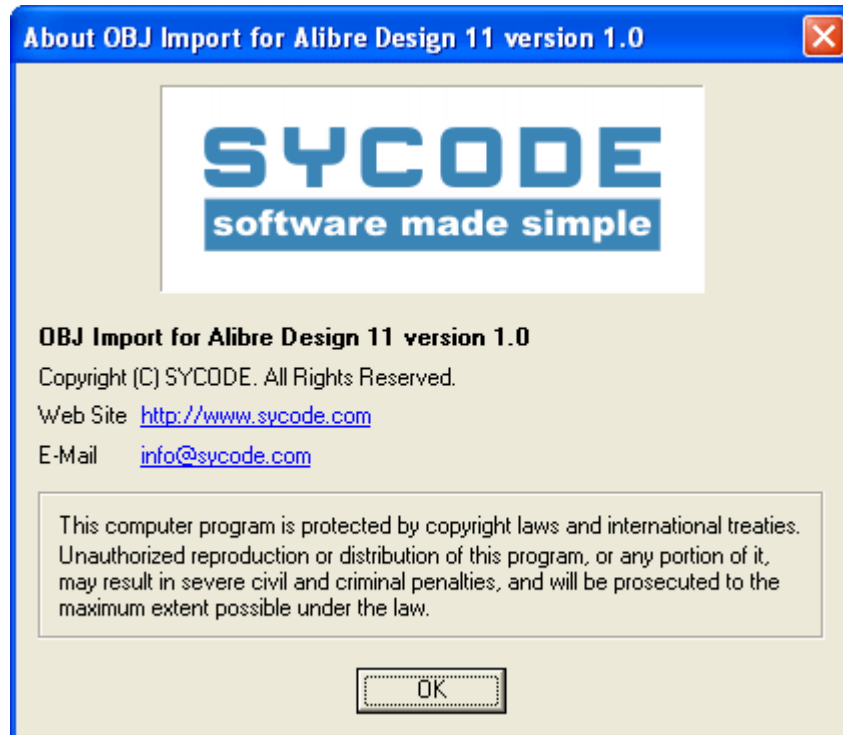 About OBJ Import for Alibre Design 11 version 1.0
SYCODE
software made simple
OBJ Import for Alibre Design 11 version 1.0
Copyright (C) SYCODE. All Rights Reserved.
Web Site http://www.sycode.com
E-Mail info@sycode.com
This computer program is protected by copyright laws and international treaties.
Unauthorized reproduction or distribution of this program, or any portion of it,
may result in severe civil and criminal penalties, and will be prosecuted to the
maximum extent possible under the law.
OK